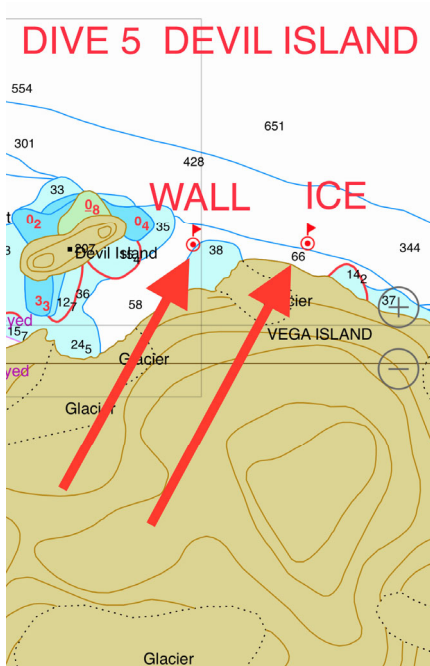 DIVE 5 DEVIL ISLAND
554
651
301
428
33
WALL
ICE
0₂
0₈
0₄
35
207
Devil Island
38
66
344
14₂
3₃
12₇
36
58
37
15₇
yed
VEGA ISLAND
24₅
Glacier
yed
Glacier
Glacier